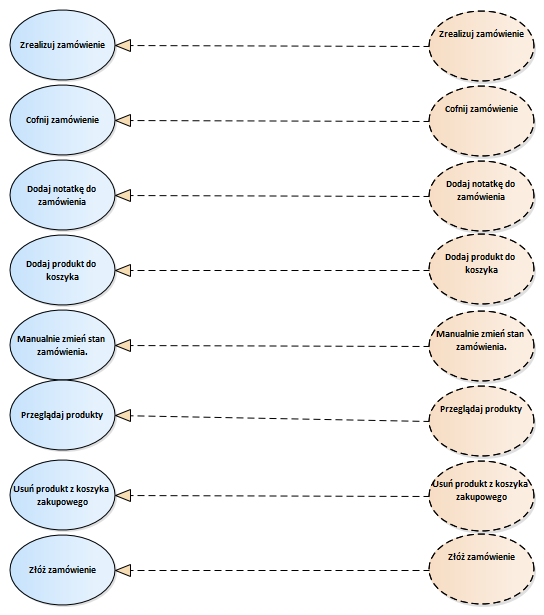 Zrealizuj zamówienie
Zrealizuj zamówienie
Cofnij zamówienie
Cofnij zamówienie
Dodaj notatkę do
zamówienia
Dodaj notatkę do
zamówienia
Dodaj produkt do
koszyka
Dodaj produkt do
koszyka
Manualnie zmień stan
zamówienia.
Manualnie zmień stan
zamówienia.
Przeglądaj produkty
Przeglądaj produkty
Usuń produkt z koszyka
zakupowego
Usuń produkt z koszyka
zakupowego
Złóż zamówienie
Złóż zamówienie